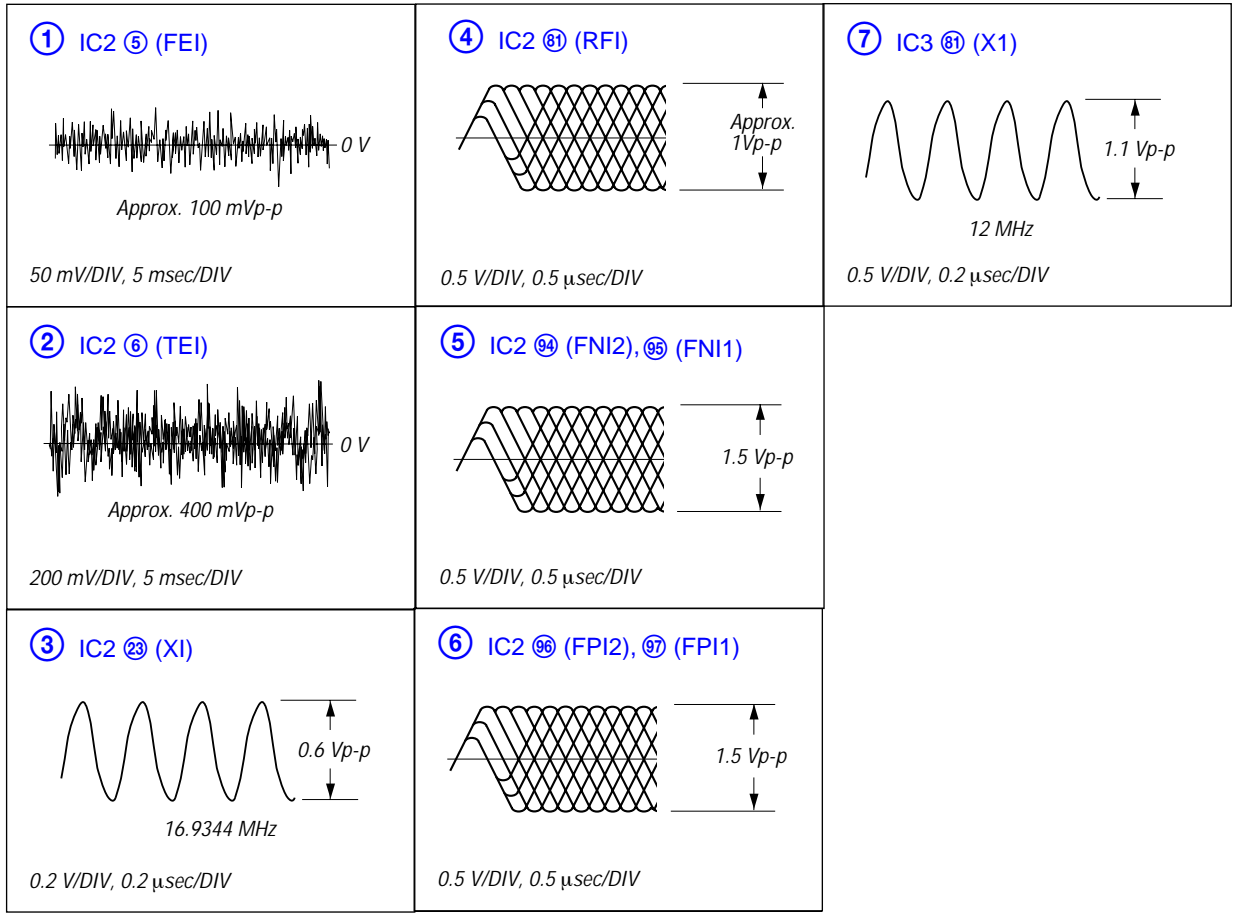 ① IC2 ⑤ (FEI)
0 V
Approx. 100 mVp-p
50 mV/DIV, 5 msec/DIV
② IC2 ⑥ (TEI)
0 V
Approx. 400 mVp-p
200 mV/DIV, 5 msec/DIV
③ IC2 ㉓ (XI)
0.6 Vp-p
16.9344 MHz
0.2 V/DIV, 0.2 µsec/DIV
④ IC2 81 (RFI)
Approx.
1Vp-p
0.5 V/DIV, 0.5 µsec/DIV
⑤ IC2 94 (FNI2), 95 (FNI1)
1.5 Vp-p
0.5 V/DIV, 0.5 µsec/DIV
⑥ IC2 96 (FPI2), 97 (FPI1)
1.5 Vp-p
0.5 V/DIV, 0.5 µsec/DIV
⑦ IC3 81 (X1)
1.1 Vp-p
12 MHz
0.5 V/DIV, 0.2 µsec/DIV